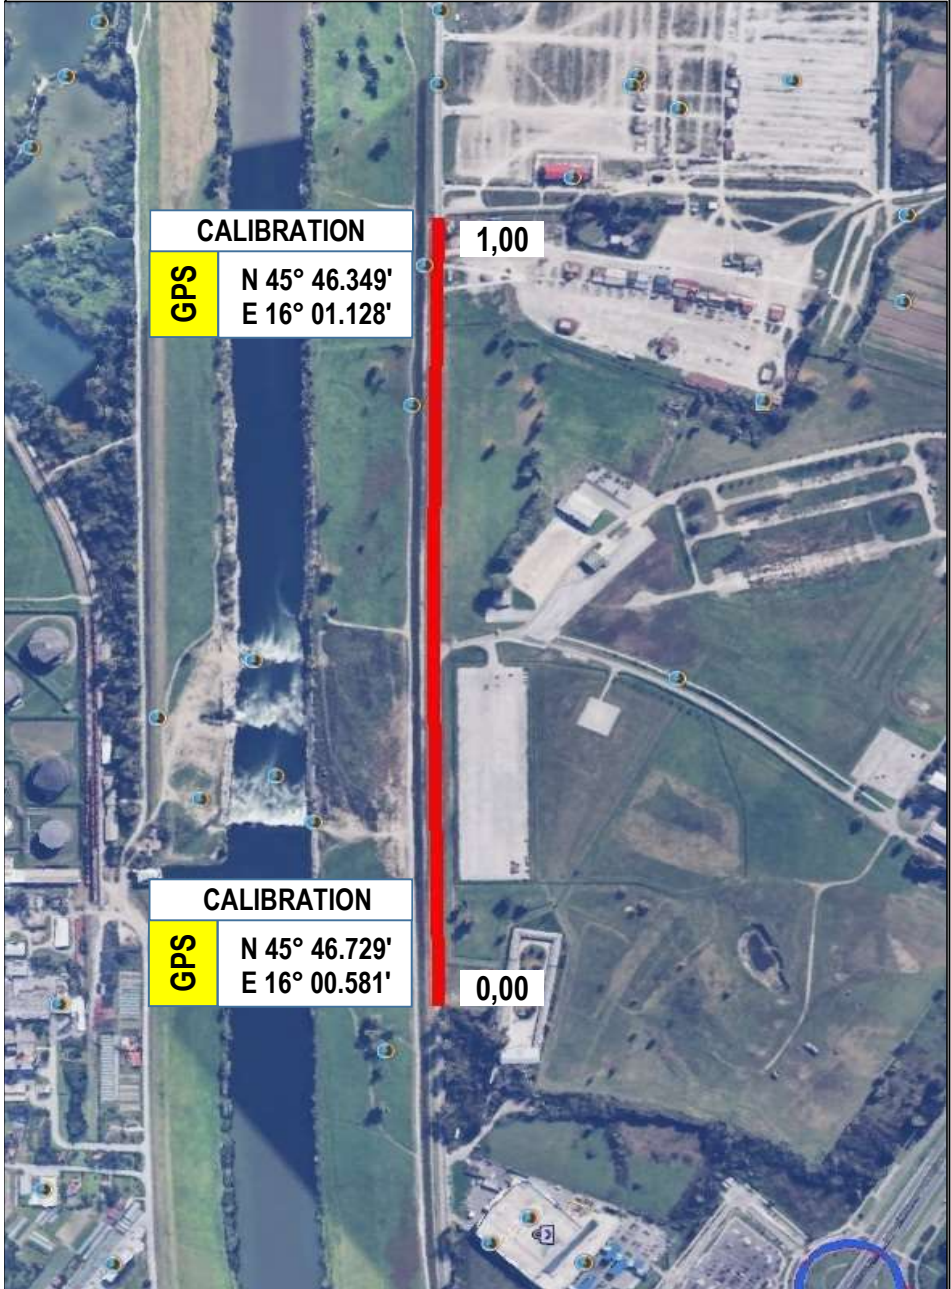 CALIBRATION
GPS
N 45° 46.349'
E 16° 01.128'
1,00
CALIBRATION
GPS
N 45° 46.729'
E 16° 00.581'
0,00